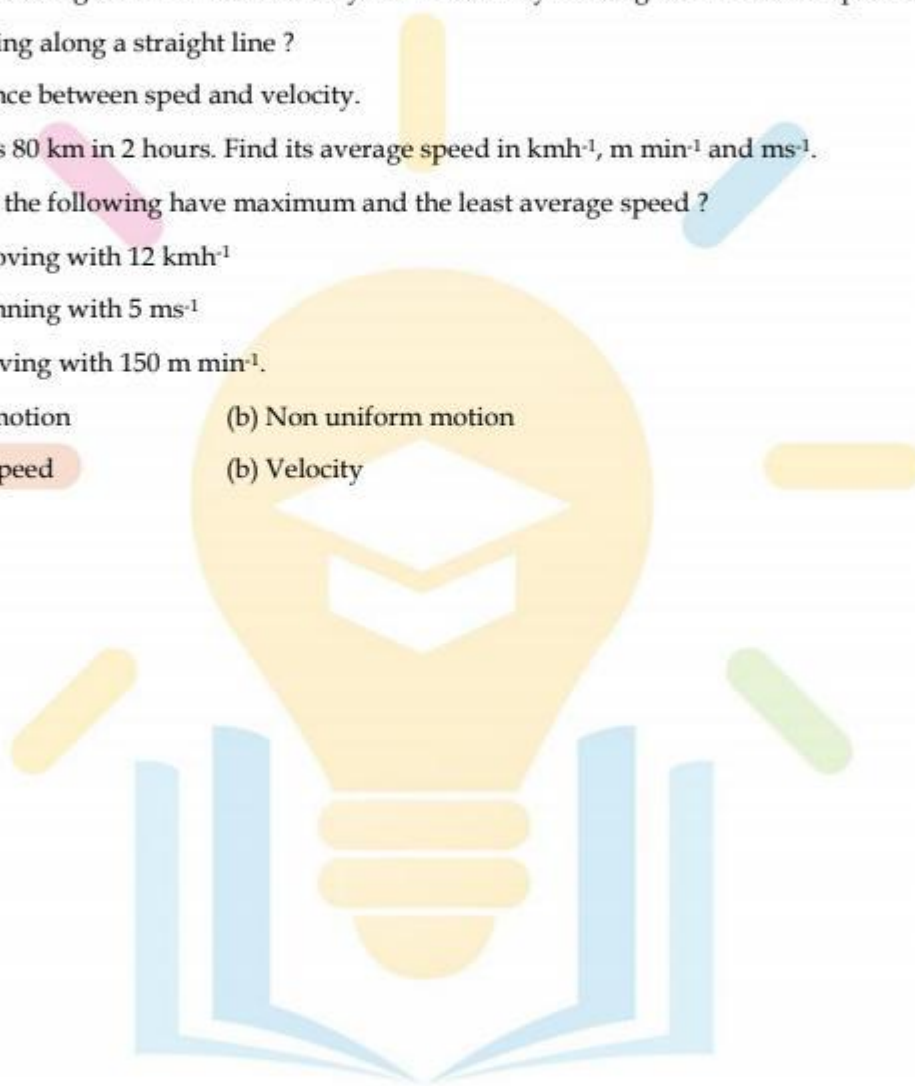 ing along a straight line ?
nce between sped and velocity.
s 80 km in 2 hours. Find its average speed in kmh⁻¹, m min⁻¹ and ms⁻¹.
the following have maximum and the least average speed ?
oving with 12 kmh⁻¹
nning with 5 ms⁻¹
ving with 150 m min⁻¹.
notion (b) Non uniform motion
peed (b) Velocity